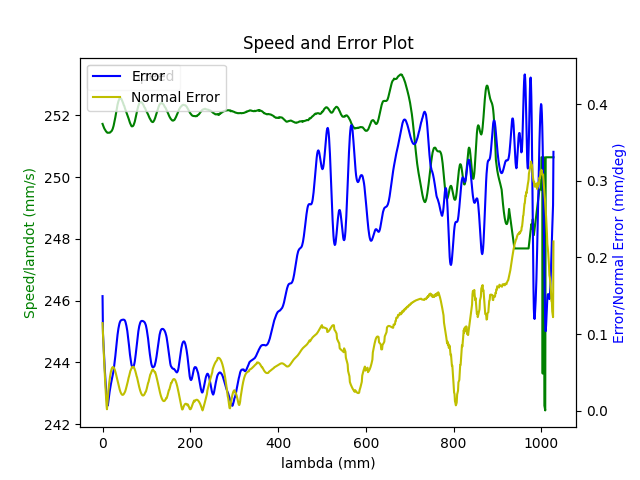 Speed and Error Plot
Error
Normal Error
252
250
248
246
244
242
0.4
0.3
0.2
0.1
0.0
0
200
400
600
800
1000
Speed/lamdot (mm/s)
Error/Normal Error (mm/deg)
lambda (mm)